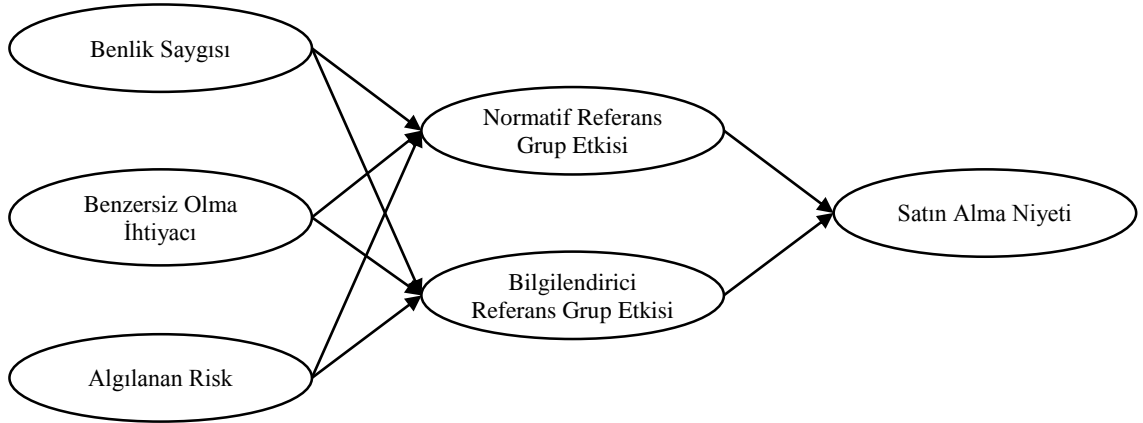 Benlik Saygısı
Benzersiz Olma
İhtiyacı
Algılanan Risk
Normatif Referans
Grup Etkisi
Bilgilendirici
Referans Grup Etkisi
Satın Alma Niyeti